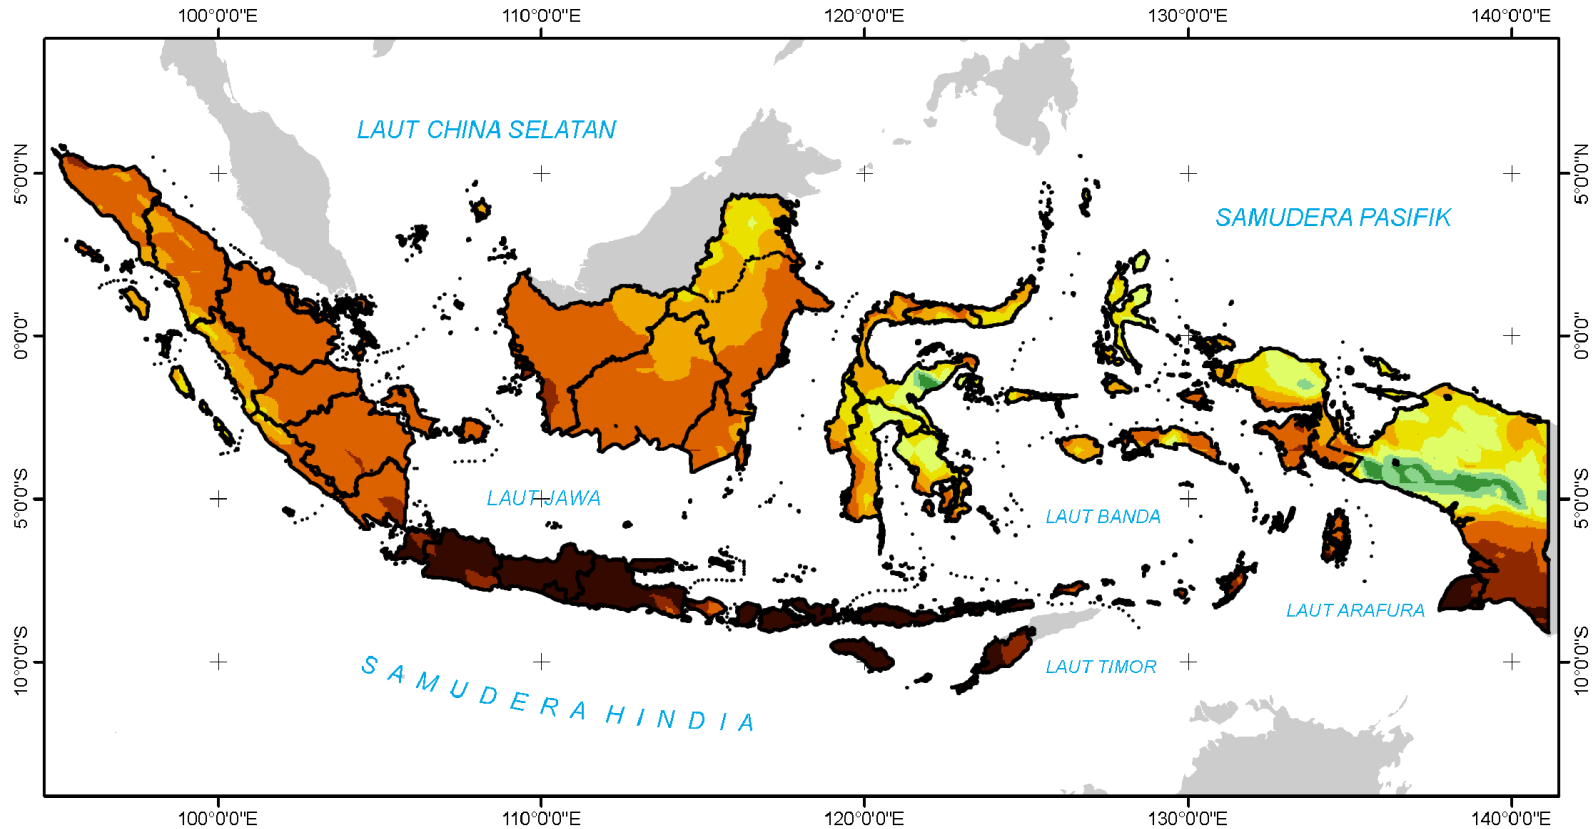 100°0'0"E 110°0'0"E 120°0'0"E 130°0'0"E 140°0'0"E
LAUT CHINA SELATAN
5°0'0"N 5°0'0"N
SAMUDERA PASIFIK
0°0'0" 0°0'0"
LAUT JAWA
5°0'0"S 5°0'0"S
LAUT BANDA
LAUT ARAFURA
10°0'0"S 10°0'0"S
LAUT TIMOR
SAMUDERA HINDIA
100°0'0"E 110°0'0"E 120°0'0"E 130°0'0"E 140°0'0"E